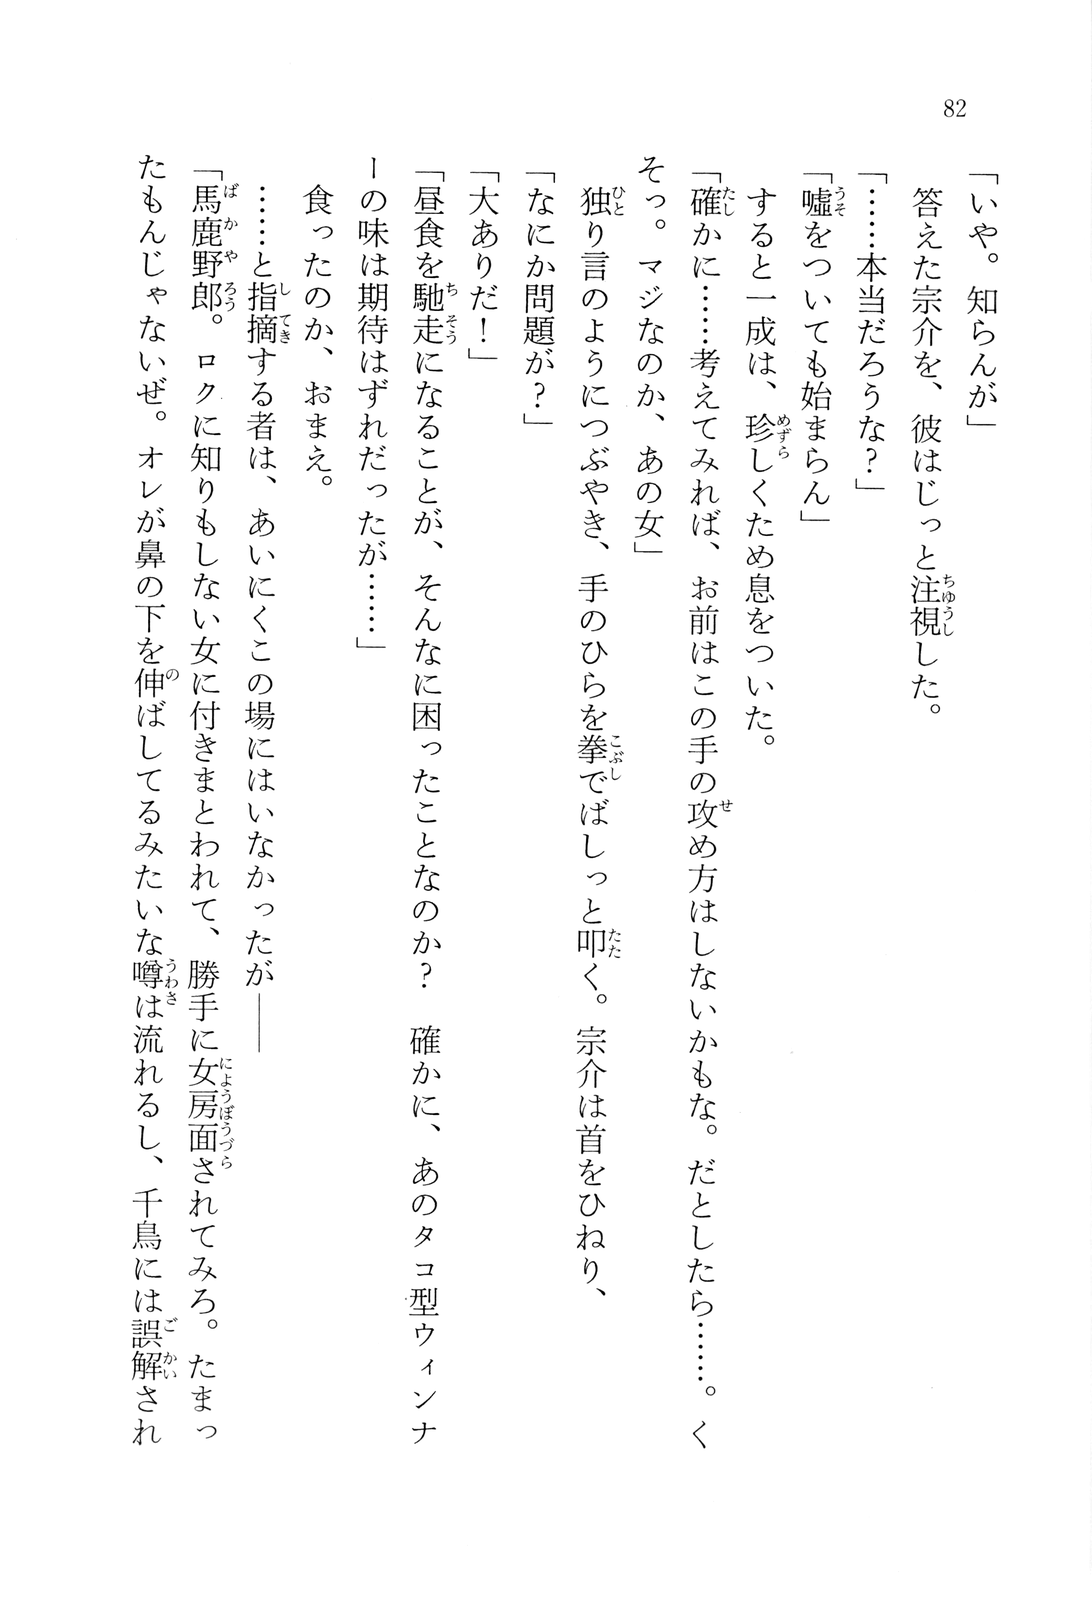 82
「いや。知らんが」
答えた宗介を、彼はじっと注視した。
「……本当だろうな？」
「嘘をついても始まらん」
すると一成は、珍しくため息をついた。
「確かに……考えてみれば、お前はこの手の攻め方はしないかもな。だとしたら……。く
そっ。マジなのか、あの女」
独り言のようにつぶやき、手のひらを拳でばしっと叩く。宗介は首をひねり、
「なにか問題が？」
「大ありだ！」
「昼食を馳走になることが、そんなに困ったことなのか？　確かに、あのタコ型ウィンナ
ーの味は期待はずれだったが……」
食ったのか、おまえ。
……と指摘する者は、あいにくこの場にはいなかったが――
「馬鹿野郎。ロクに知りもしない女に付きまとわれて、勝手に女房面されてみろ。たまっ
たもんじゃないぜ。オレが鼻の下を伸ばしてるみたいな噂は流れるし、千鳥には誤解され